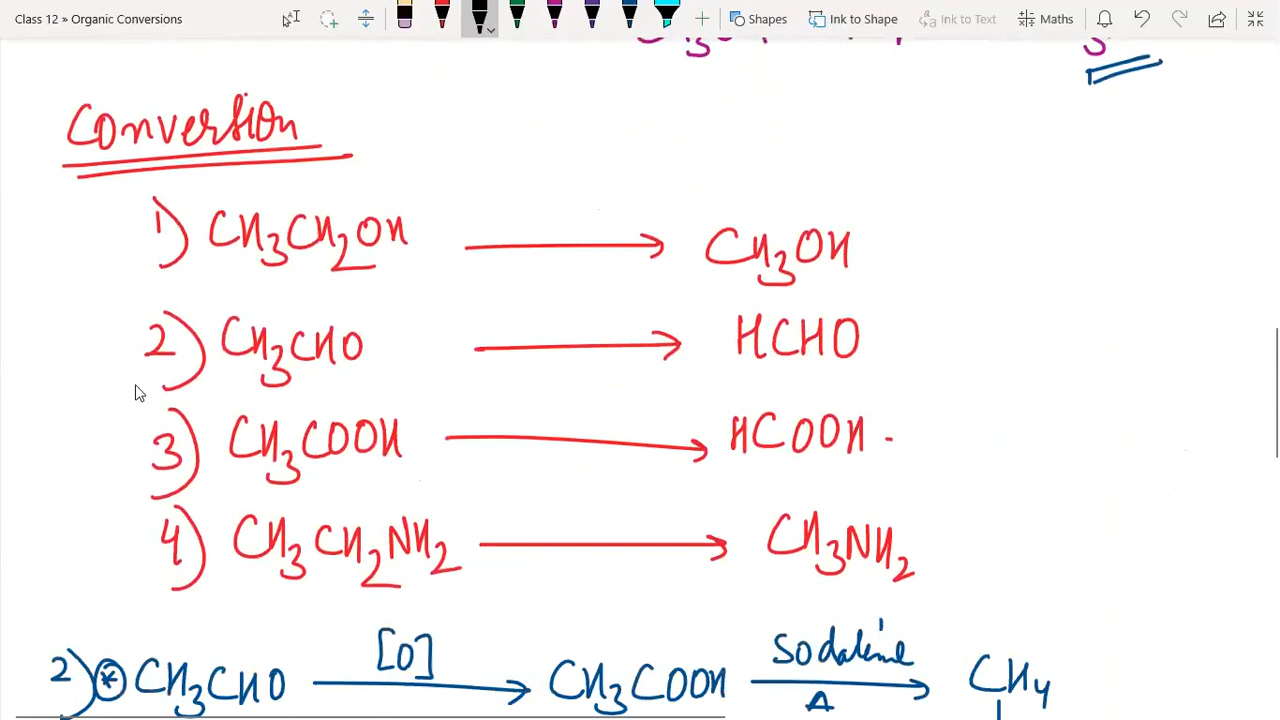 Class 12 » Organic Conversions
Shapes
Ink to Shape
Ink to Text
Maths
Convertion
1) CH3CH2OH ⟶ CH3OH
2) CH3CHO ⟶ HCHO
3) CH3COOH ⟶ HCOOH.
4) CH3CH2NH2 ⟶ CH3NH2
2) * CH3CHO [O] ⟶ CH3COOH sodalime Δ ⟶ CH4